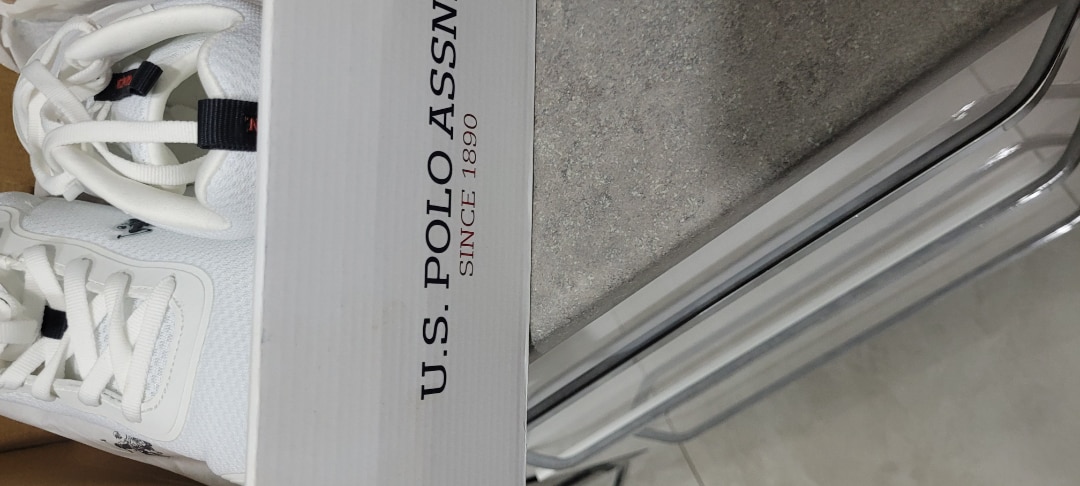 U.S. POLO ASSN.
SINCE 1890